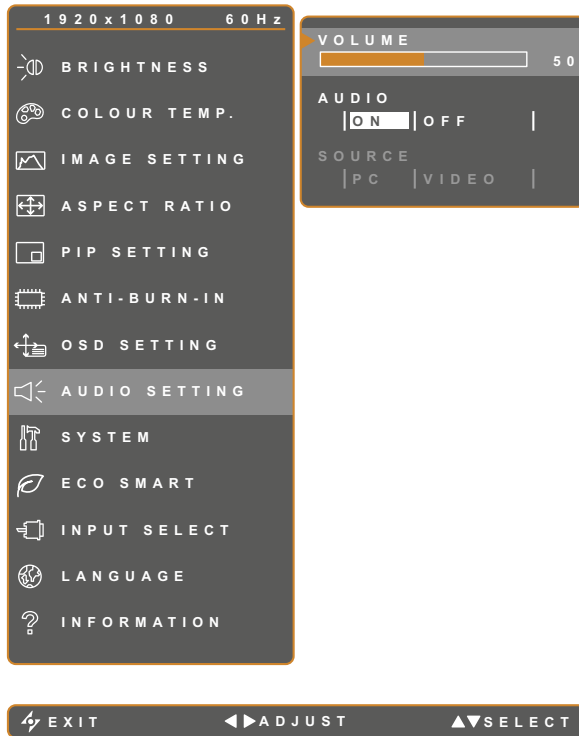 1920x1080 60Hz
BRIGHTNESS
COLOUR TEMP.
IMAGE SETTING
ASPECT RATIO
PIP SETTING
ANTI-BURN-IN
OSD SETTING
AUDIO SETTING
SYSTEM
ECO SMART
INPUT SELECT
LANGUAGE
INFORMATION
VOLUME
50
AUDIO
ON OFF
SOURCE
PC VIDEO
EXIT ADJUST SELECT